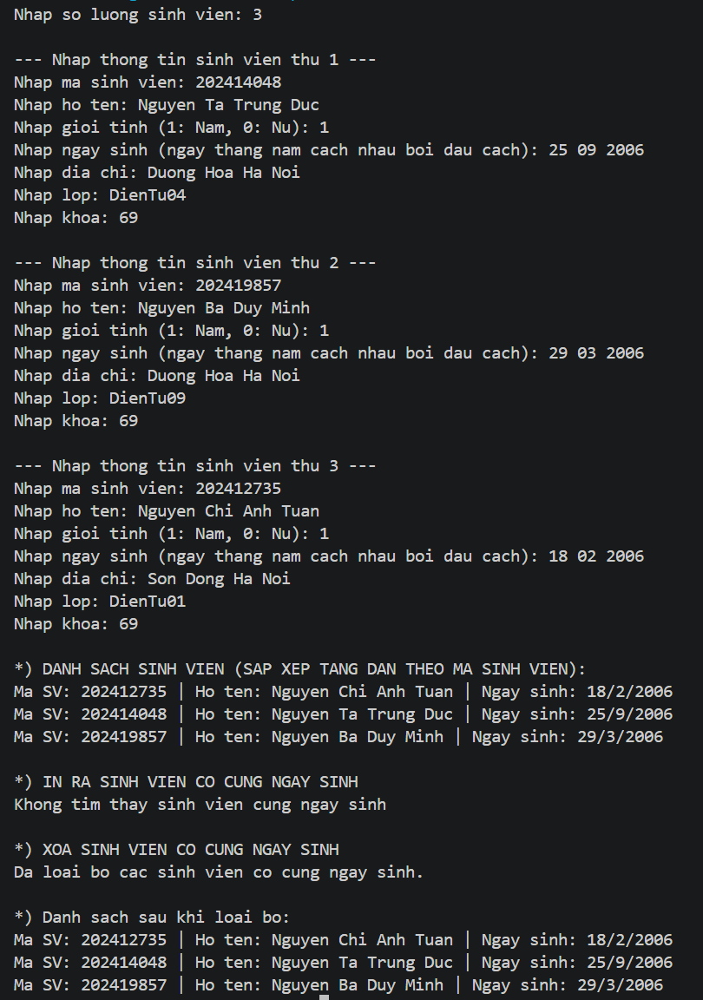 Nhap so luong sinh vien: 3
--- Nhap thong tin sinh vien thu 1 ---
Nhap ma sinh vien: 202414048
Nhap ho ten: Nguyen Ta Trung Duc
Nhap gioi tinh (1: Nam, 0: Nu): 1
Nhap ngay sinh (ngay thang nam cach nhau boi dau cach): 25 09 2006
Nhap dia chi: Duong Hoa Ha Noi
Nhap lop: DienTu04
Nhap khoa: 69
--- Nhap thong tin sinh vien thu 2 ---
Nhap ma sinh vien: 202419857
Nhap ho ten: Nguyen Ba Duy Minh
Nhap gioi tinh (1: Nam, 0: Nu): 1
Nhap ngay sinh (ngay thang nam cach nhau boi dau cach): 29 03 2006
Nhap dia chi: Duong Hoa Ha Noi
Nhap lop: DienTu09
Nhap khoa: 69
--- Nhap thong tin sinh vien thu 3 ---
Nhap ma sinh vien: 202412735
Nhap ho ten: Nguyen Chi Anh Tuan
Nhap gioi tinh (1: Nam, 0: Nu): 1
Nhap ngay sinh (ngay thang nam cach nhau boi dau cach): 18 02 2006
Nhap dia chi: Son Dong Ha Noi
Nhap lop: DienTu01
Nhap khoa: 69
*) DANH SACH SINH VIEN (SAP XEP TANG DAN THEO MA SINH VIEN):
Ma SV: 202412735 | Ho ten: Nguyen Chi Anh Tuan | Ngay sinh: 18/2/2006
Ma SV: 202414048 | Ho ten: Nguyen Ta Trung Duc | Ngay sinh: 25/9/2006
Ma SV: 202419857 | Ho ten: Nguyen Ba Duy Minh | Ngay sinh: 29/3/2006
*) IN RA SINH VIEN CO CUNG NGAY SINH
Khong tim thay sinh vien cung ngay sinh
*) XOA SINH VIEN CO CUNG NGAY SINH
Da loai bo cac sinh vien co cung ngay sinh.
*) Danh sach sau khi loai bo:
Ma SV: 202412735 | Ho ten: Nguyen Chi Anh Tuan | Ngay sinh: 18/2/2006
Ma SV: 202414048 | Ho ten: Nguyen Ta Trung Duc | Ngay sinh: 25/9/2006
Ma SV: 202419857 | Ho ten: Nguyen Ba Duy Minh | Ngay sinh: 29/3/2006